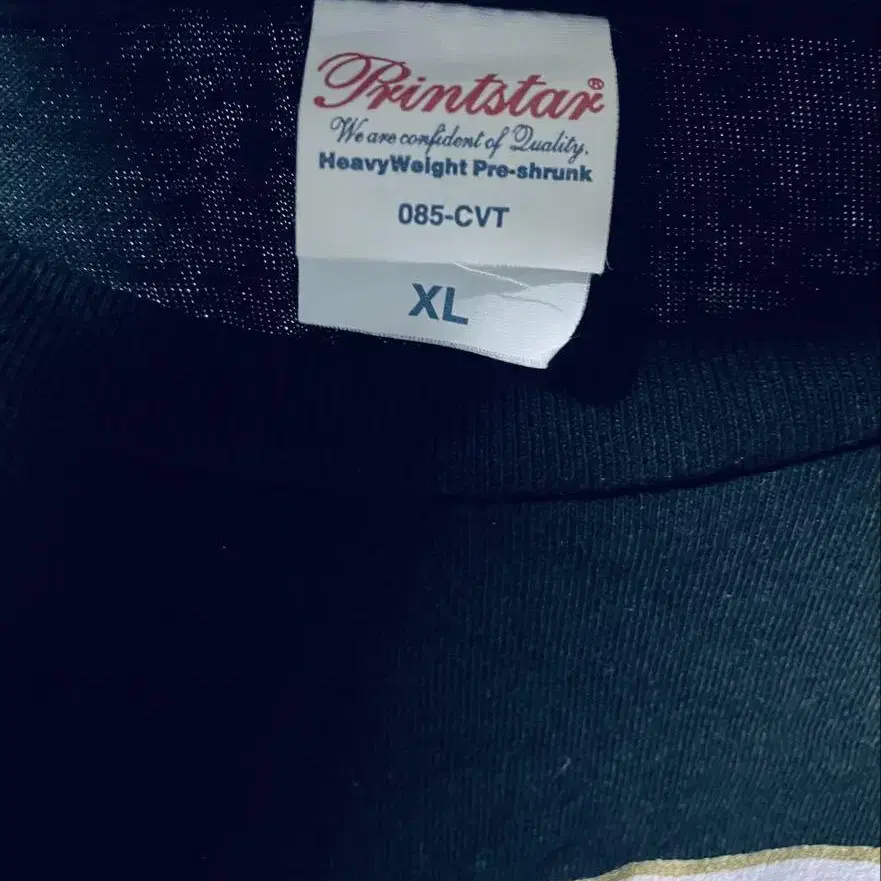 Printstar®
We are confident of Quality.
HeavyWeight Pre-shrunk
085-CVT
XL